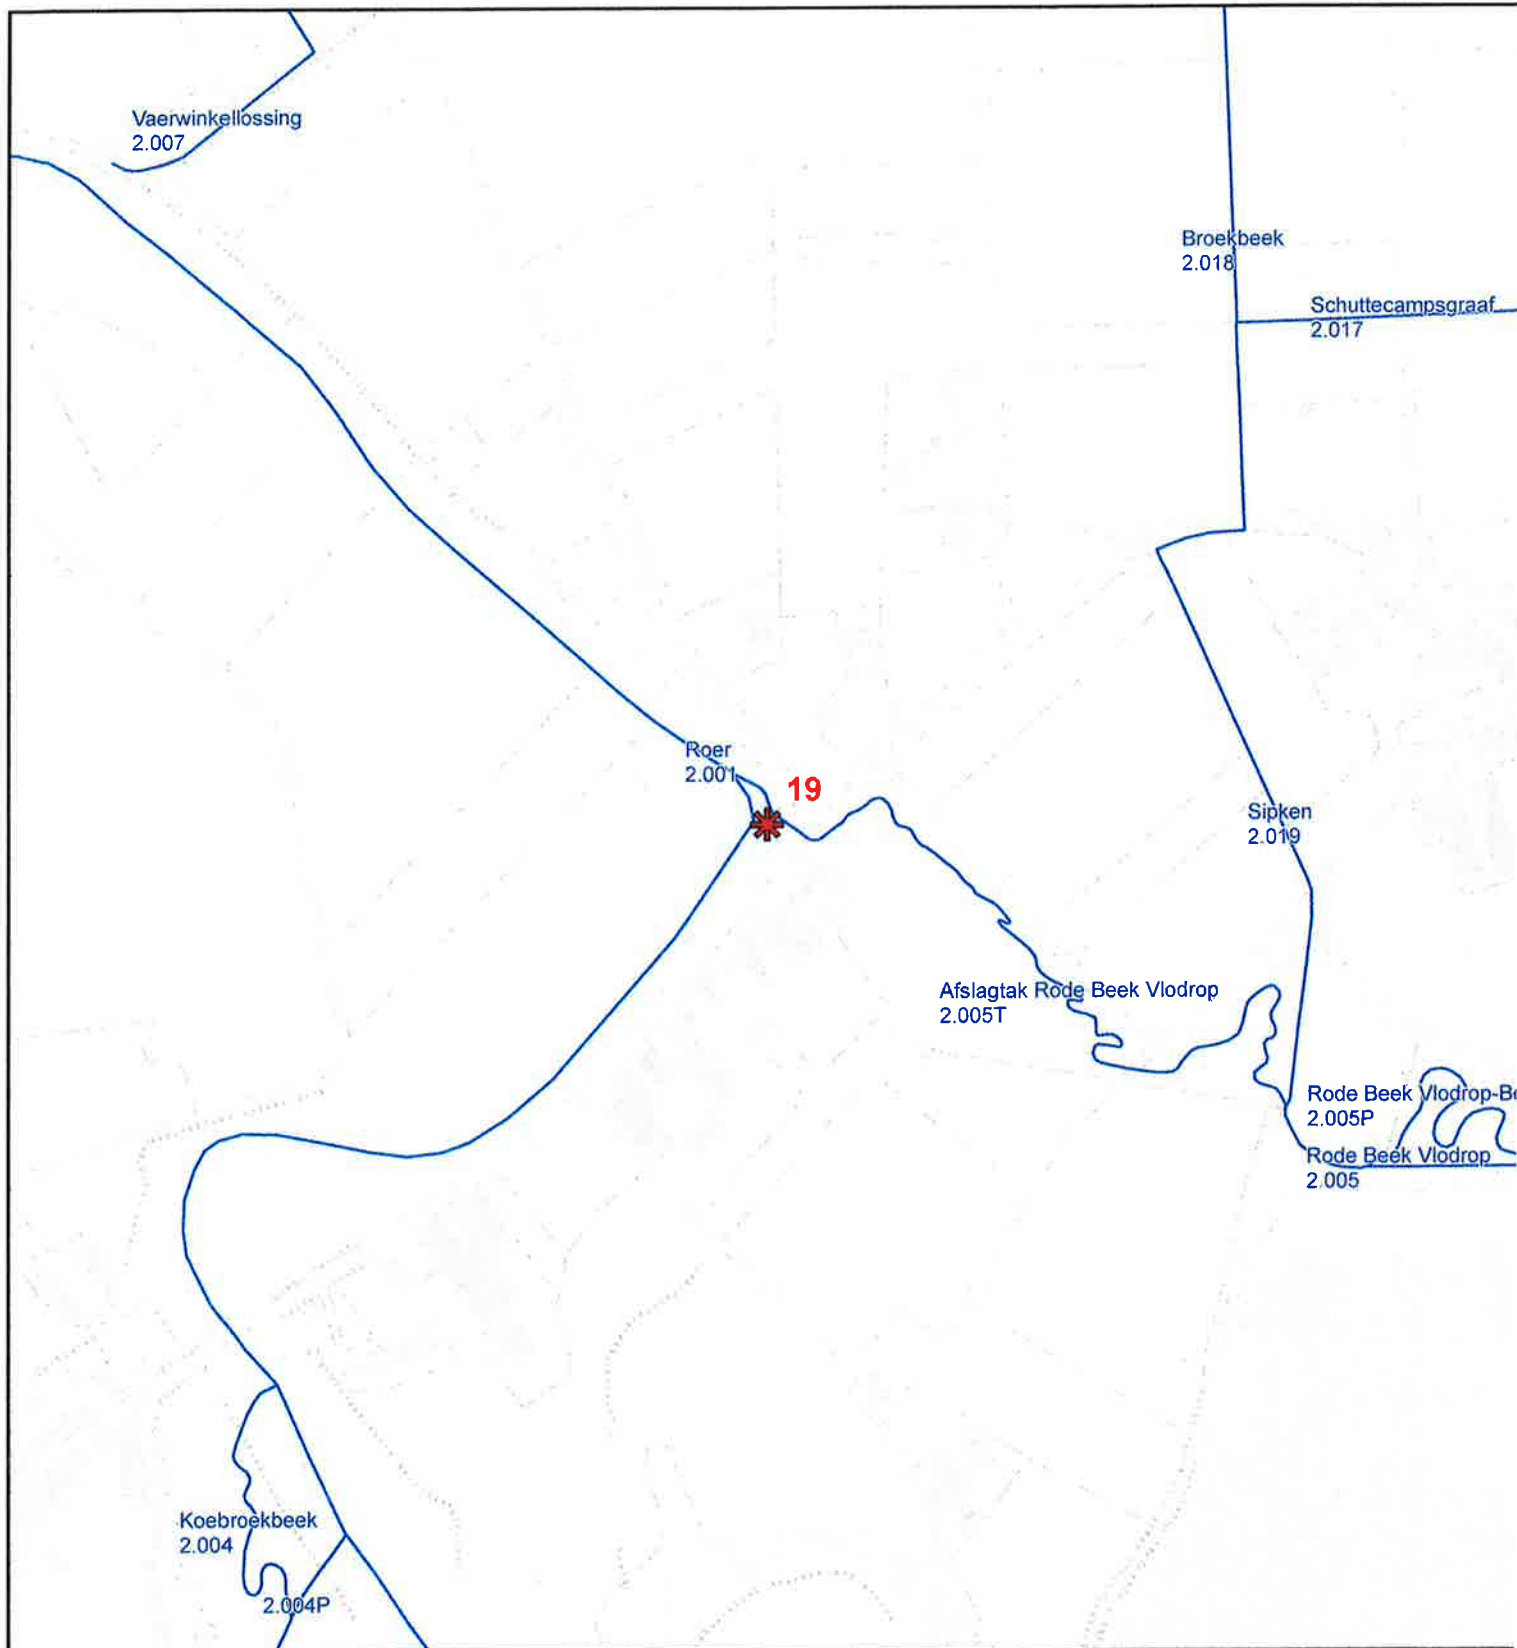 Vaerwinkellossing
2.007
Broekbeek
2.018
Schuttecampsgraaf
2.017
Roer
2.001
19
Sipken
2.019
Afslagtak Rode Beek Vlodrop
2.005T
Rode Beek Vlodrop-Be
2.005P
Rode Beek Vlodrop
2.005
Koebroekbeek
2.004
2.004P